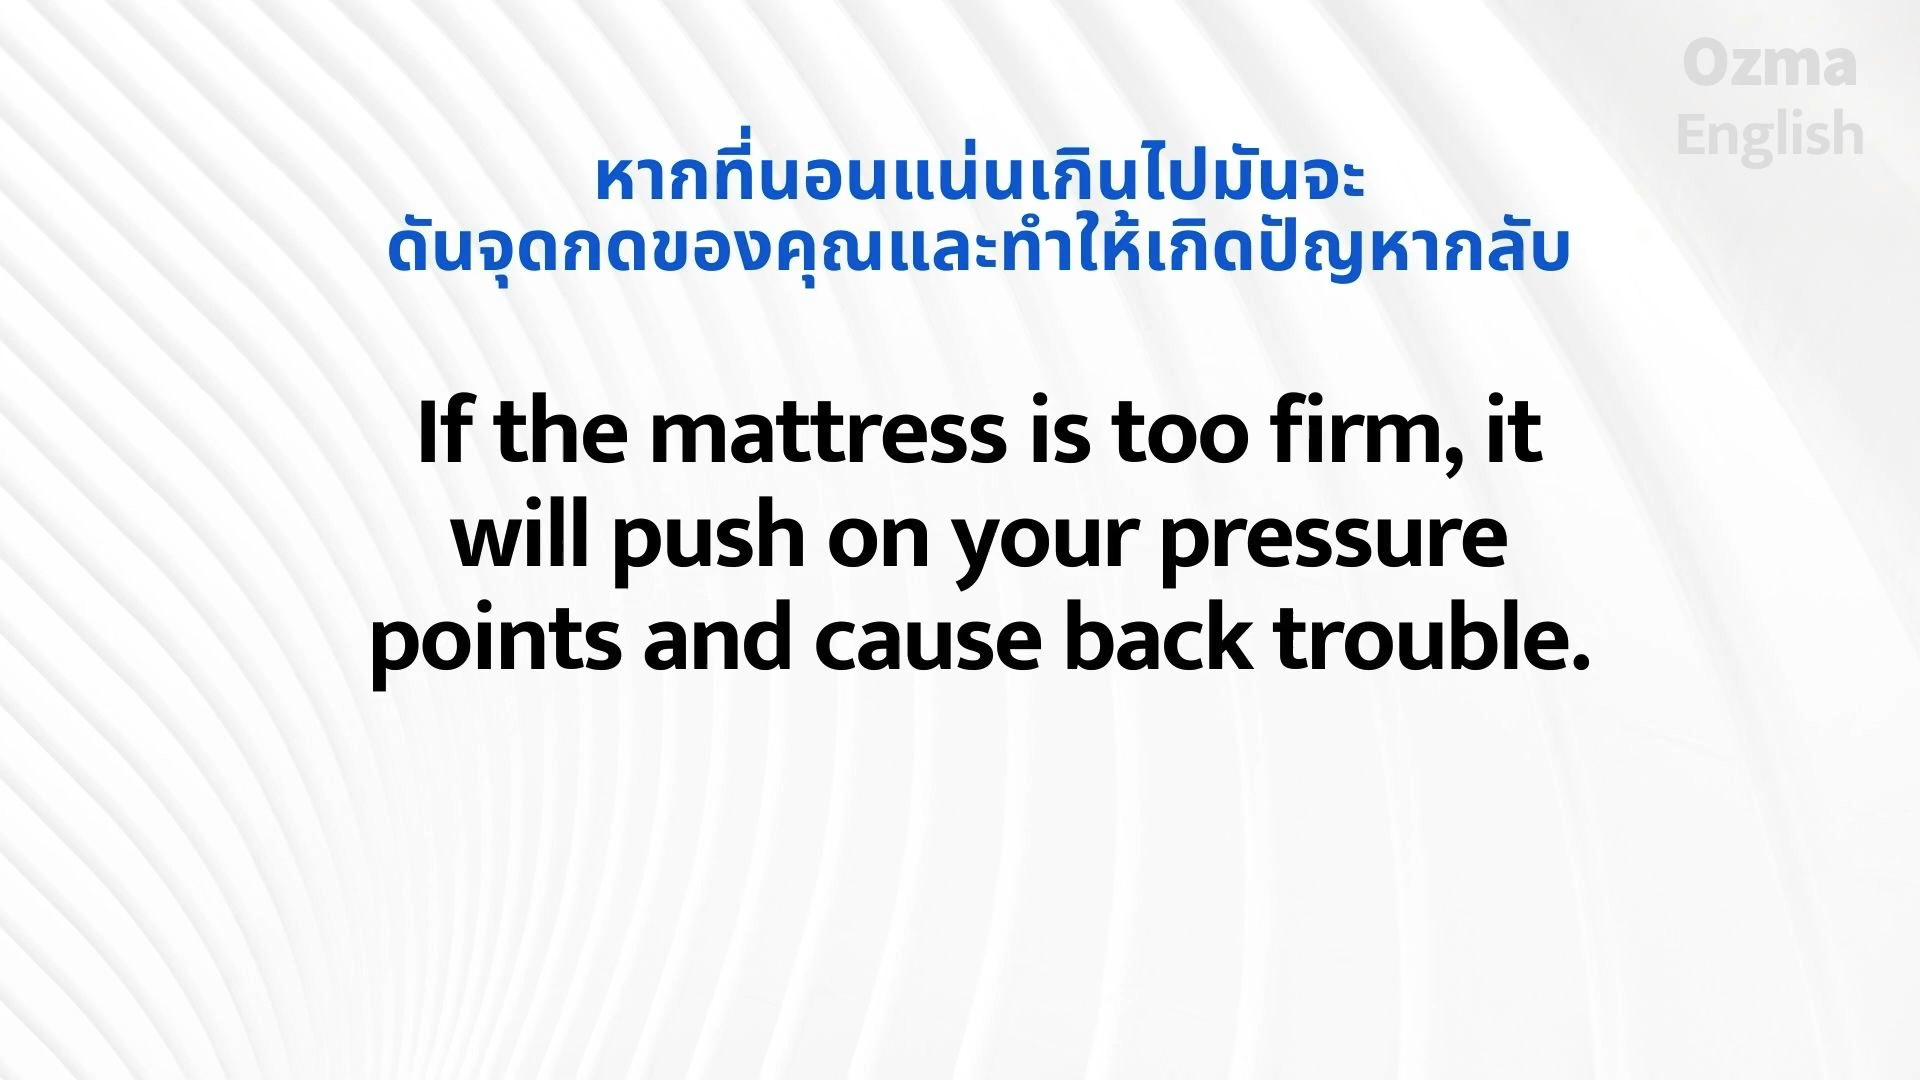 Ozma
English
หากที่นอนแน่นเกินไปมันจะ
ดันจุดกดของคุณและทำให้เกิดปัญหากลับ
If the mattress is too firm, it
will push on your pressure
points and cause back trouble.